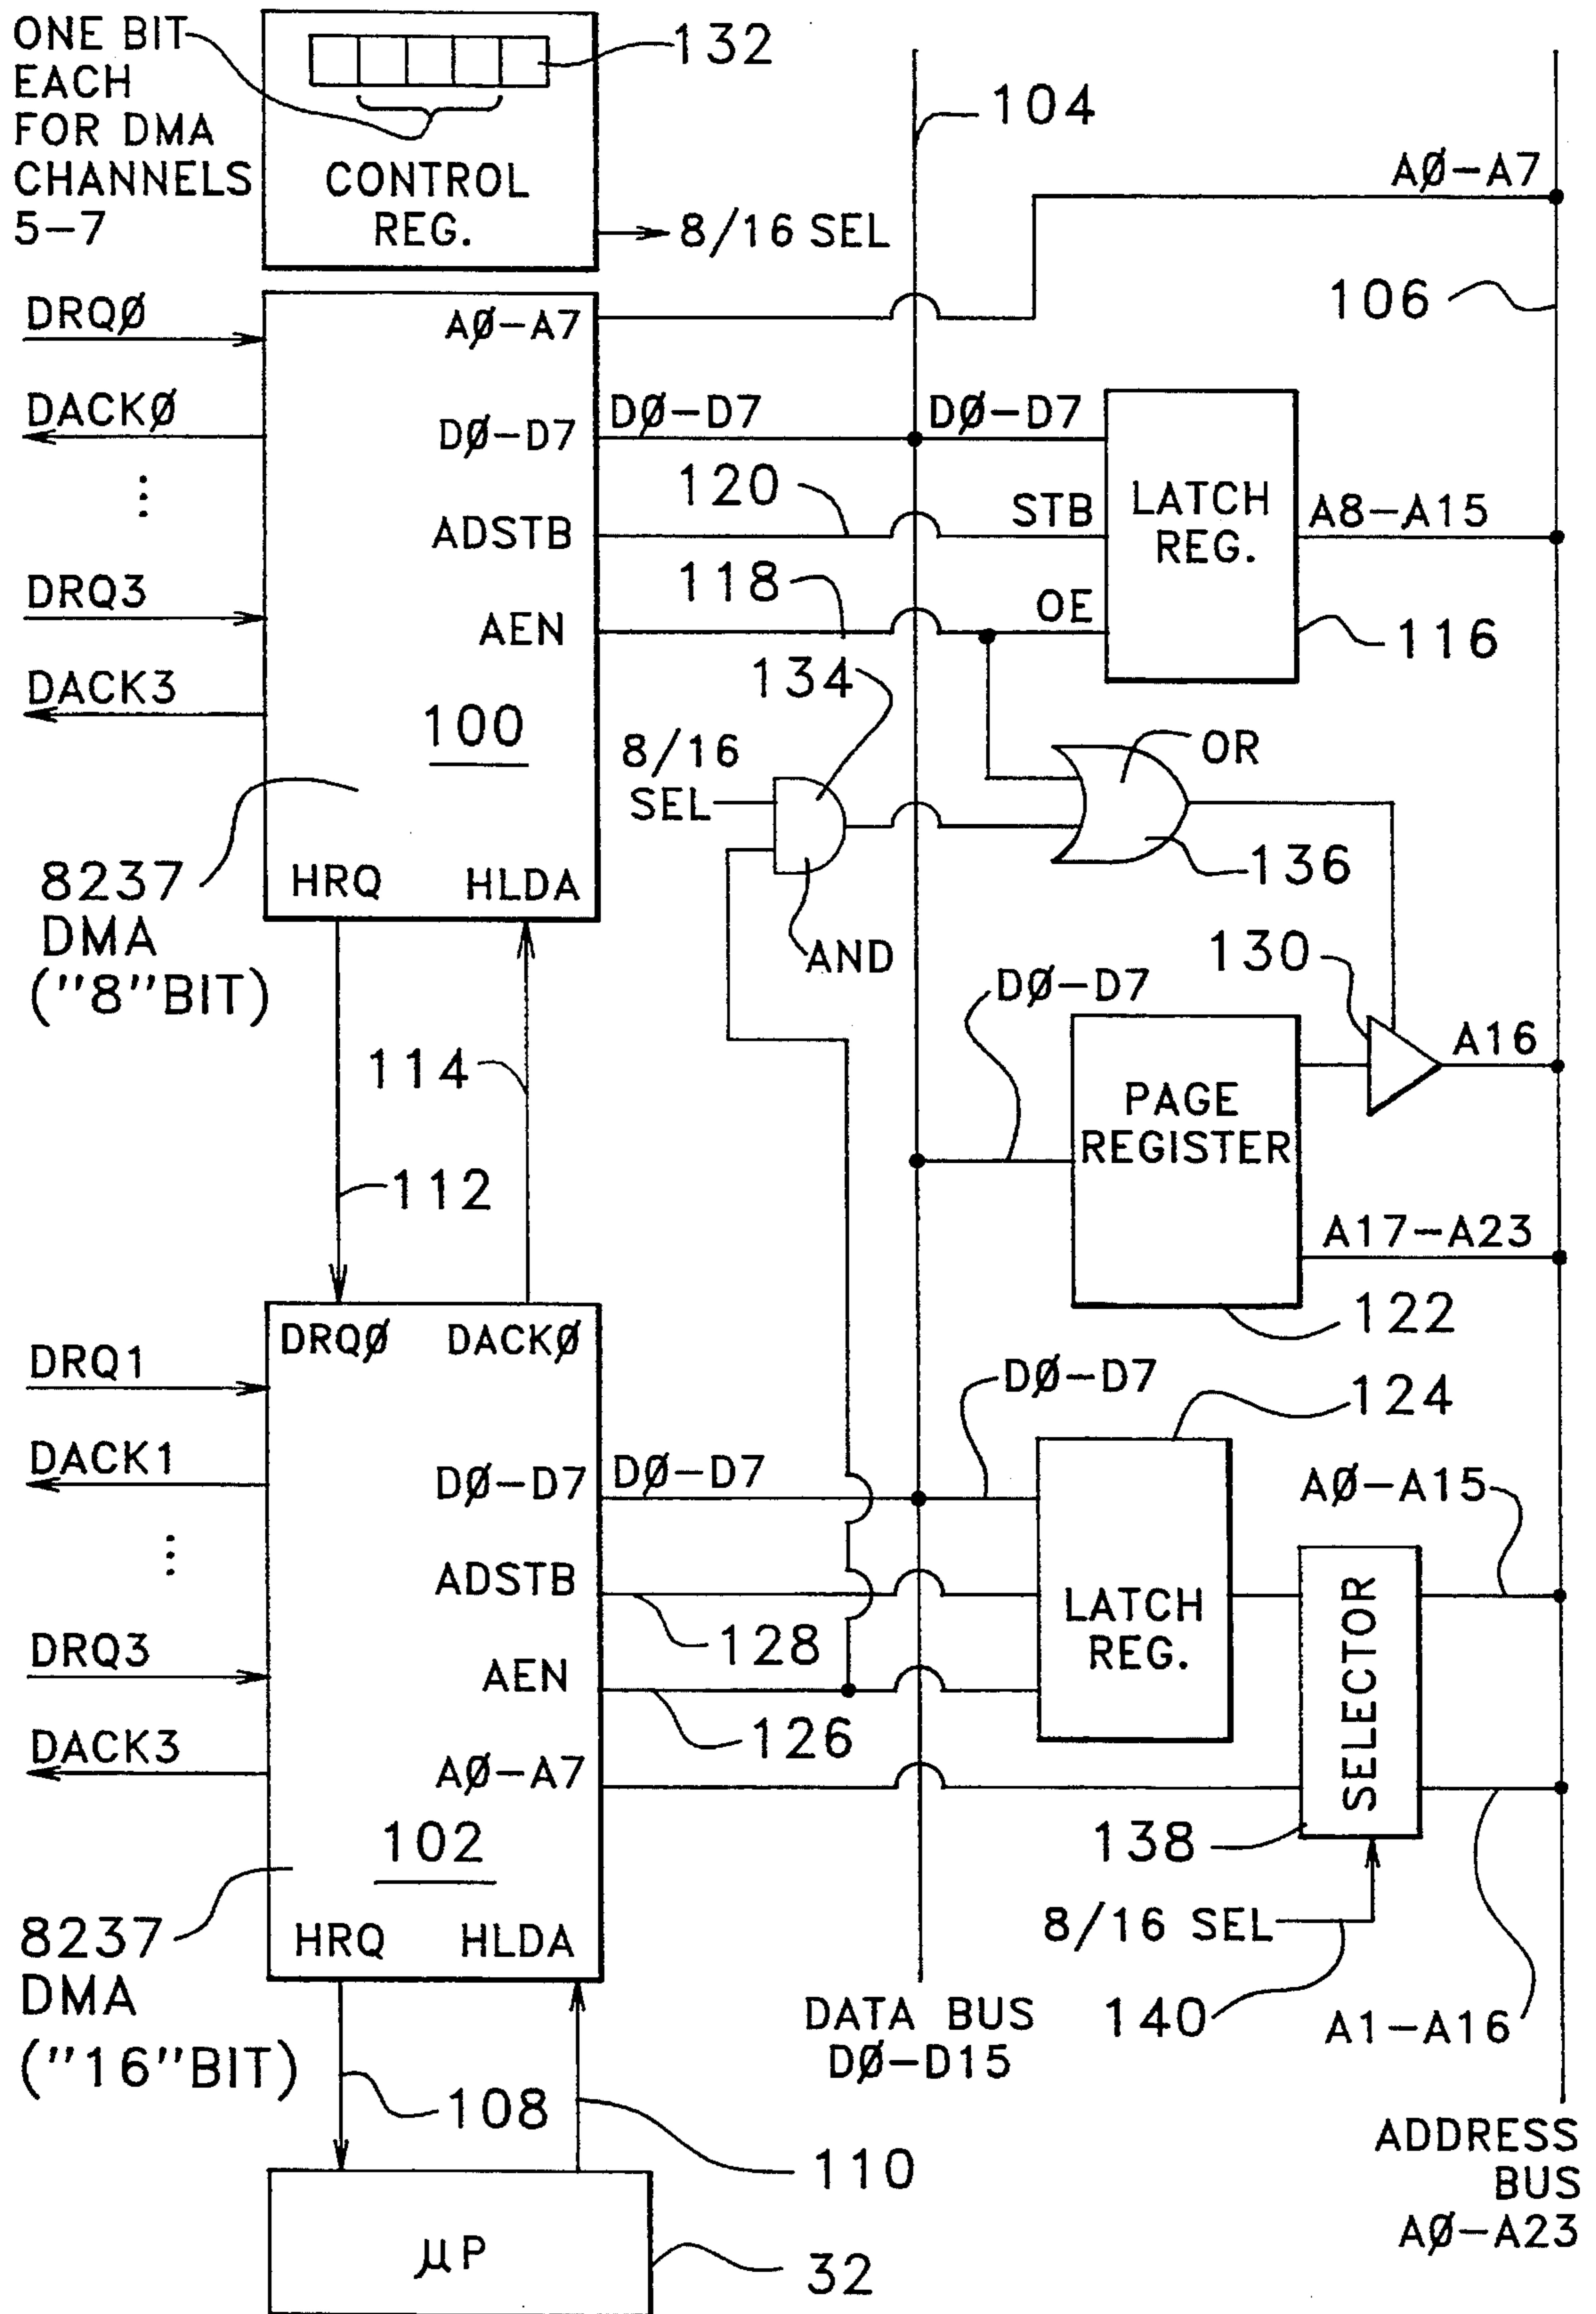 ONE BIT
EACH
FOR DMA
CHANNELS
5-7
132
CONTROL
REG.
8/16 SEL
104
AØ-A7
106
DRQØ
DACKØ
DRQ3
DACK3
AØ-A7
DØ-D7
ADSTB
AEN
100
HRQ HLDA
8237
DMA
("8"BIT)
DØ-D7
DØ-D7
120
STB
118
OE
LATCH
REG.
A8-A15
116
134
8/16
SEL
AND
OR
136
130
A16
DØ-D7
PAGE
REGISTER
A17-A23
122
114
112
DRQØ DACKØ
DRQ1
DACK1
DRQ3
DACK3
DØ-D7
ADSTB
AEN
AØ-A7
102
HRQ HLDA
8237
DMA
("16"BIT)
DØ-D7
128
126
DØ-D7
124
LATCH
REG.
SELECTOR
AØ-A15
138
8/16 SEL
140
A1-A16
DATA BUS
DØ-D15
108
110
µP
32
ADDRESS
BUS
AØ-A23